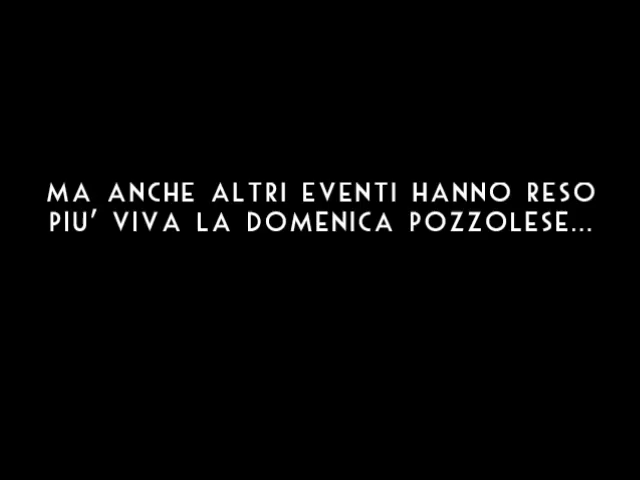 MA ANCHE ALTRI EVENTI HANNO RESO
PIU' VIVA LA DOMENICA POZZOLESE...